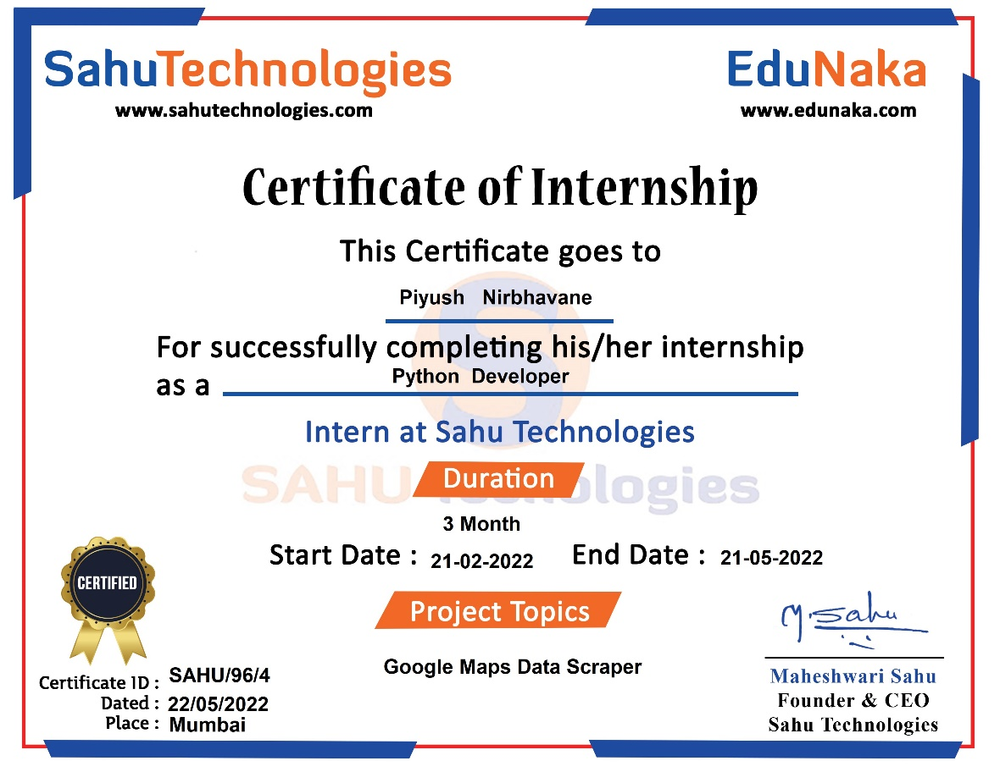 SahuTechnologies
www.sahutechnologies.com
EduNaka
www.edunaka.com
Certificate of Internship
This Certificate goes to
Piyush Nirbhavane
For successfully completing his/her internship
as a Python Developer
Intern at Sahu Technologies
SAHU Technologies
Duration
3 Month
Start Date : 21-02-2022 End Date : 21-05-2022
Project Topics
Google Maps Data Scraper
CERTIFIED
Certificate ID : SAHU/96/4
Dated : 22/05/2022
Place : Mumbai
M.Sahu
Maheshwari Sahu
Founder & CEO
Sahu Technologies